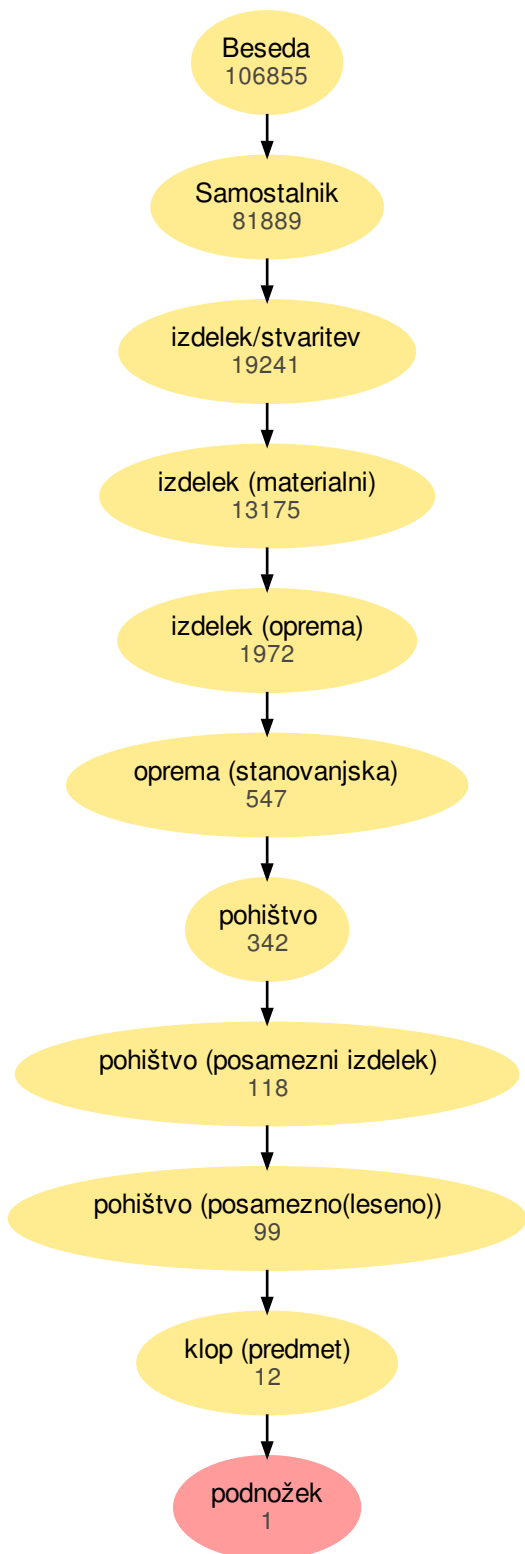 Beseda
106855
Samostalnik
81889
izdelek/stvaritev
19241
izdelek (materialni)
13175
izdelek (oprema)
1972
oprema (stanovanjska)
547
pohištvo
342
pohištvo (posamezni izdelek)
118
pohištvo (posamezno(leseno))
99
klop (predmet)
12
podnožek
1